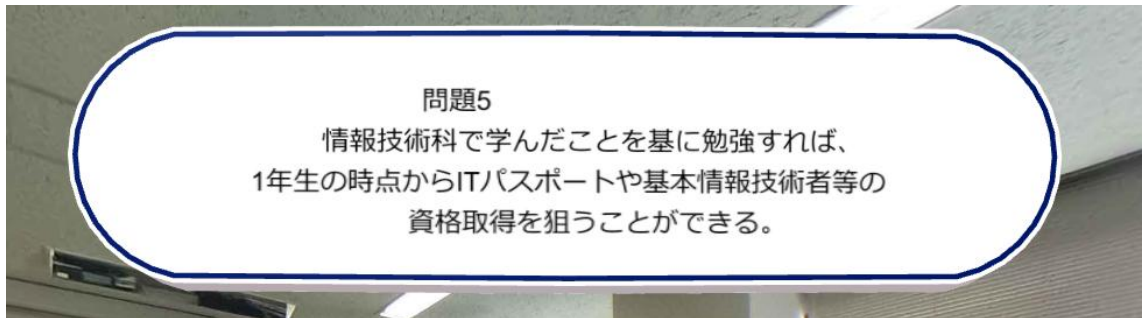 問題5
情報技術科で学んだことを基に勉強すれば、
1年生の時点からITパスポートや基本情報技術者等の
資格取得を狙うことができる。